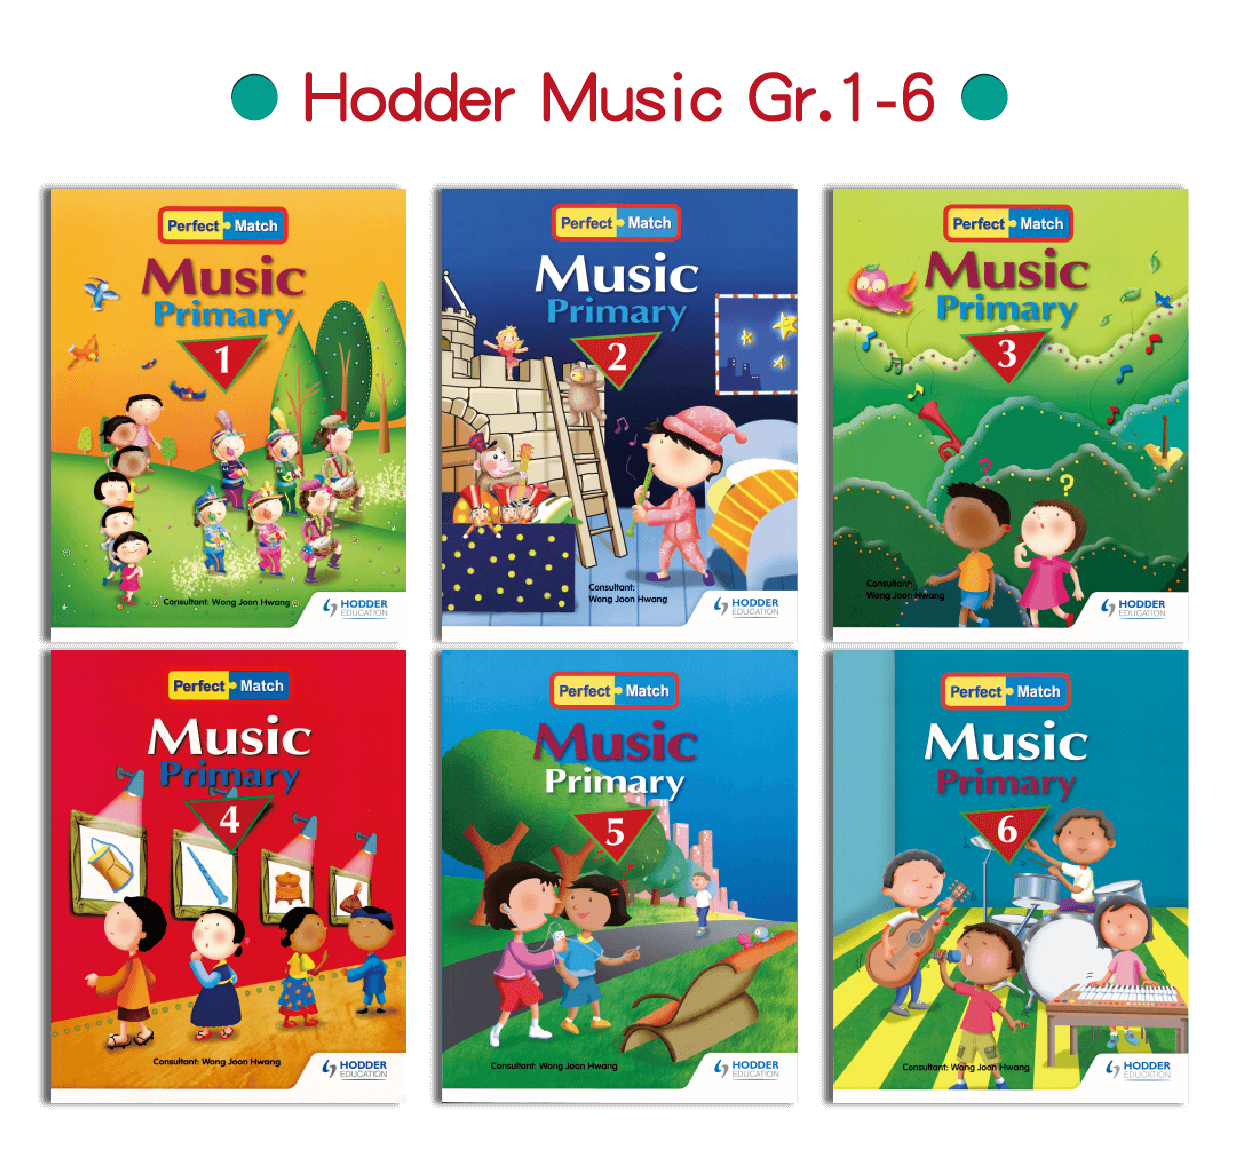 Hodder Music Gr.1-6
Perfect Match
Music
Primary
1
Consultant: Wong Joon Hwang
HODDER
EDUCATION
Perfect Match
Music
Primary
2
Consultant:
Wong Joon Hwang
HODDER
EDUCATION
Perfect Match
Music
Primary
3
?
?
Consultant:
Wong Joon Hwang
HODDER
EDUCATION
Perfect Match
Music
Primary
4
Consultant: Wong Joon Hwang
HODDER
EDUCATION
Perfect Match
Music
Primary
5
Consultant: Wong Joon Hwang
HODDER
EDUCATION
Perfect Match
Music
Primary
6
Consultant: Wong Joon Hwang
HODDER
EDUCATION